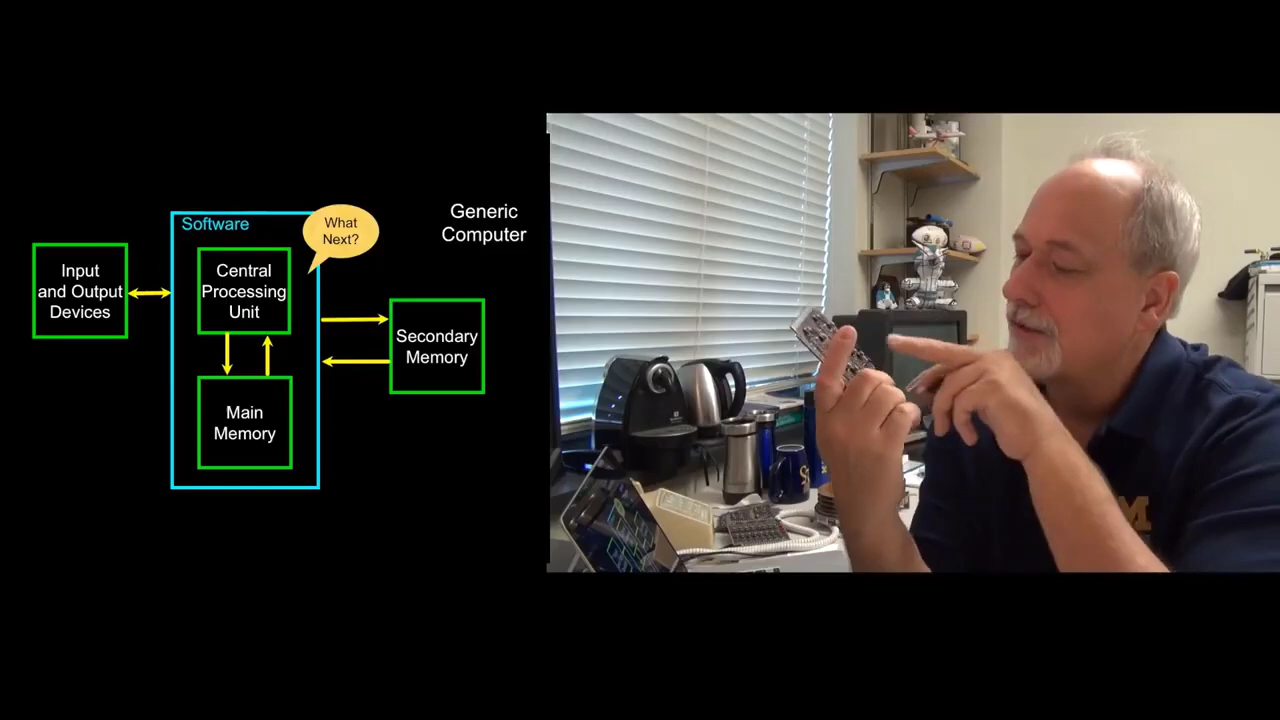 Generic
Computer
Software
What
Next?
Input
and Output
Devices
Central
Processing
Unit
Secondary
Memory
Main
Memory
M